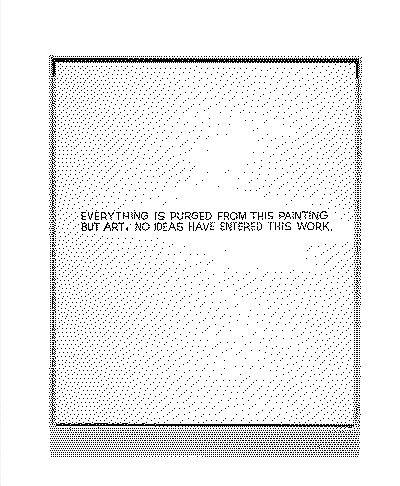 EVERYTHING IS PURGED FROM THIS PAINTING
BUT ART, NO IDEAS HAVE ENTERED THIS WORK.